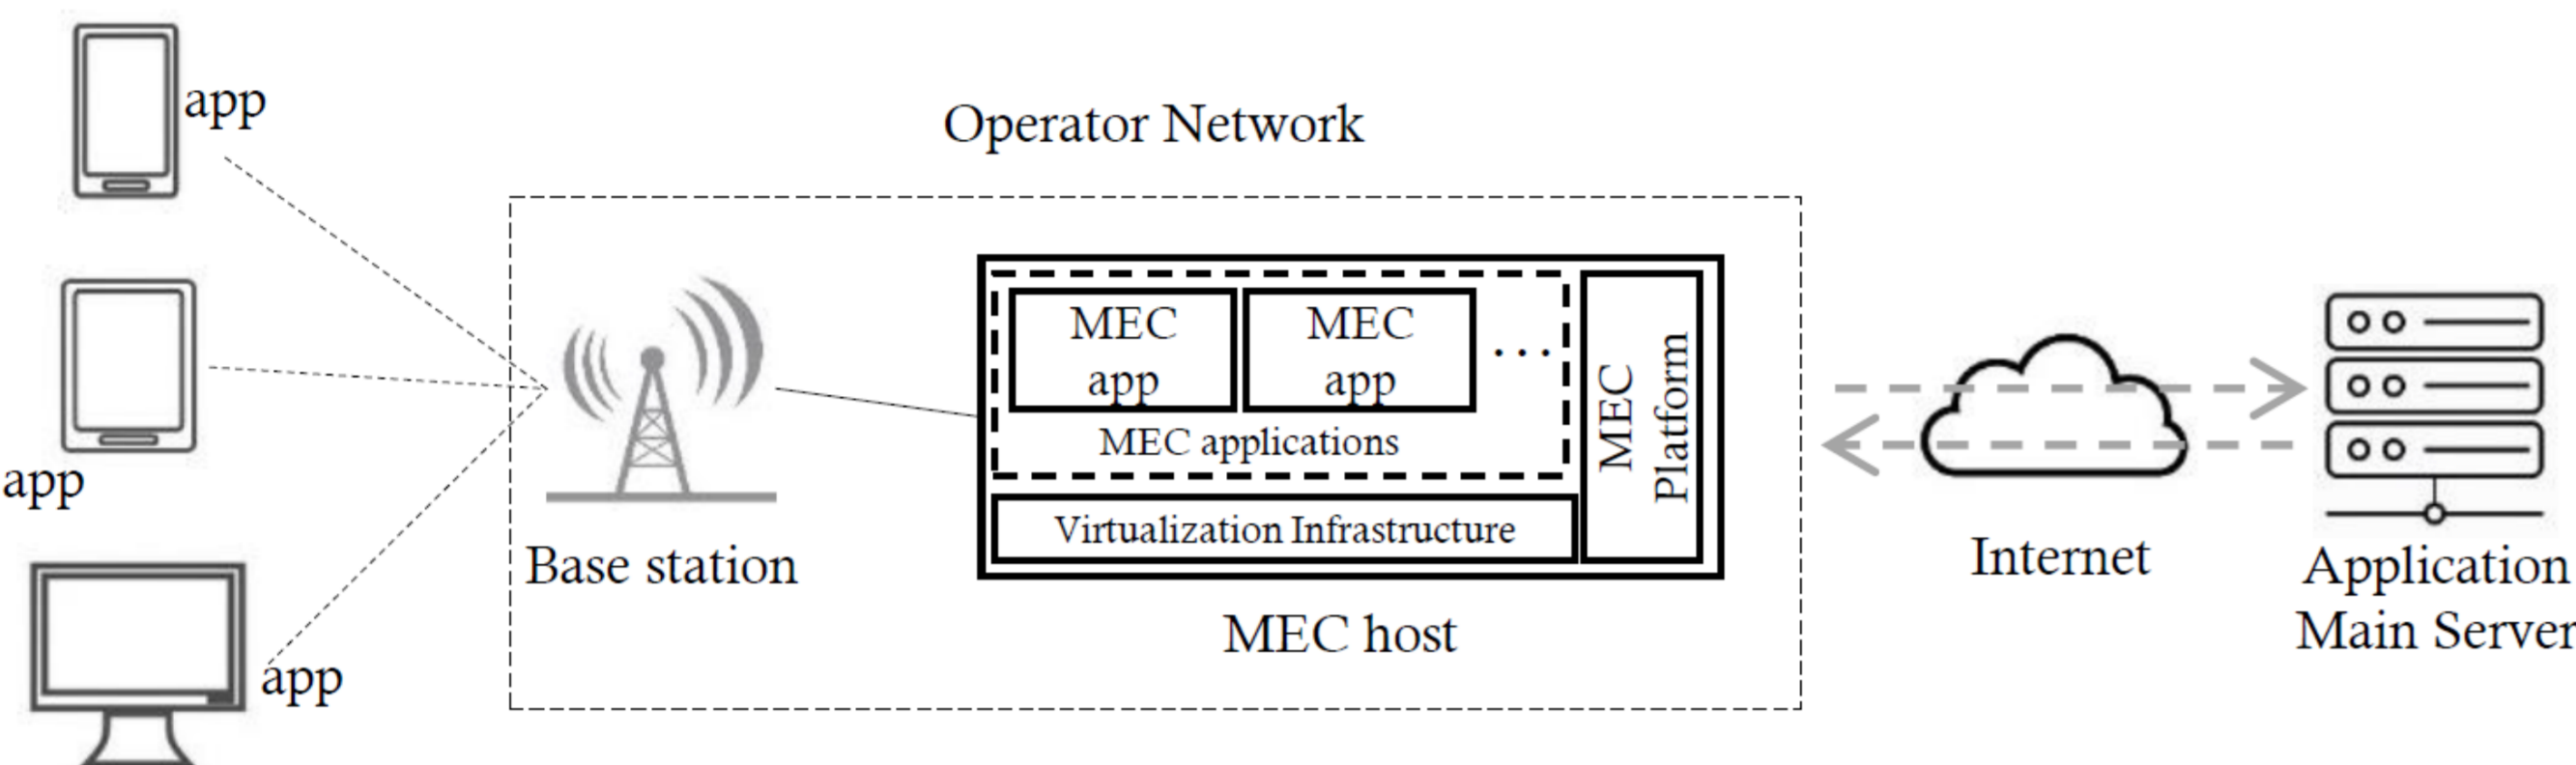 app
app
app
Operator Network
Base station
MEC
app
MEC
app
...
MEC applications
Virtualization Infrastructure
MEC
Platform
MEC host
Internet
Application
Main Server